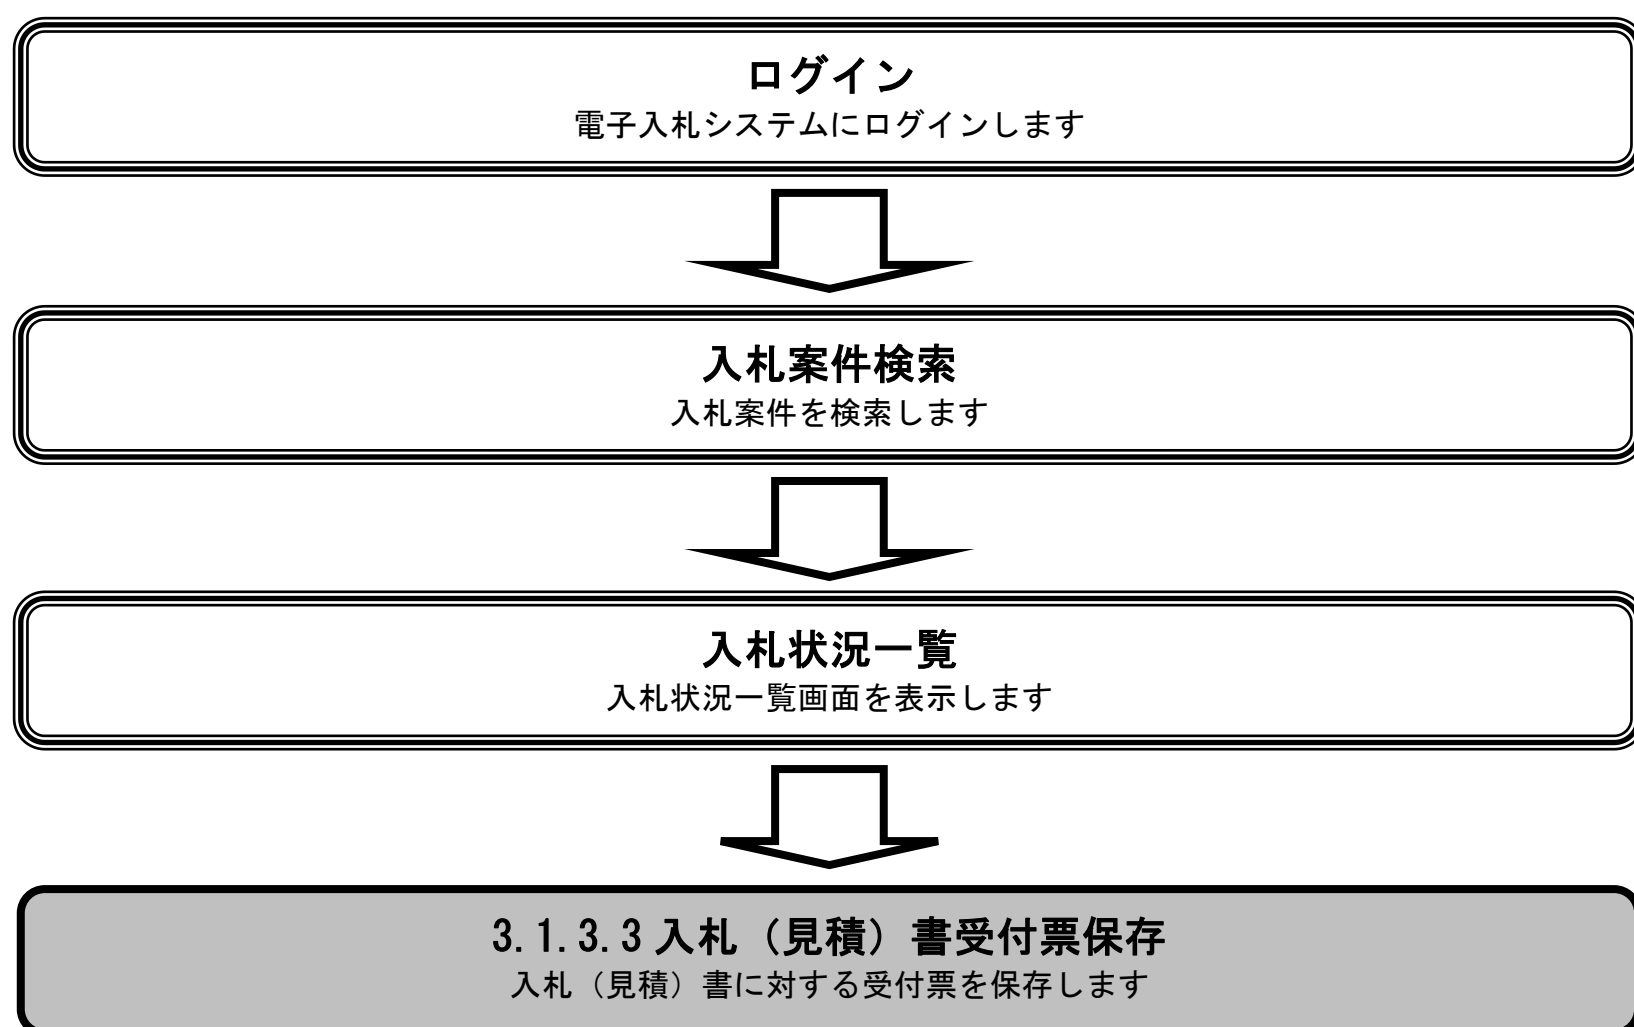 ログイン
電子入札システムにログインします
入札案件検索
入札案件を検索します
入札状況一覧
入札状況一覧画面を表示します
3.1.3.3 入札（見積）書受付票保存
入札（見積）書に対する受付票を保存します